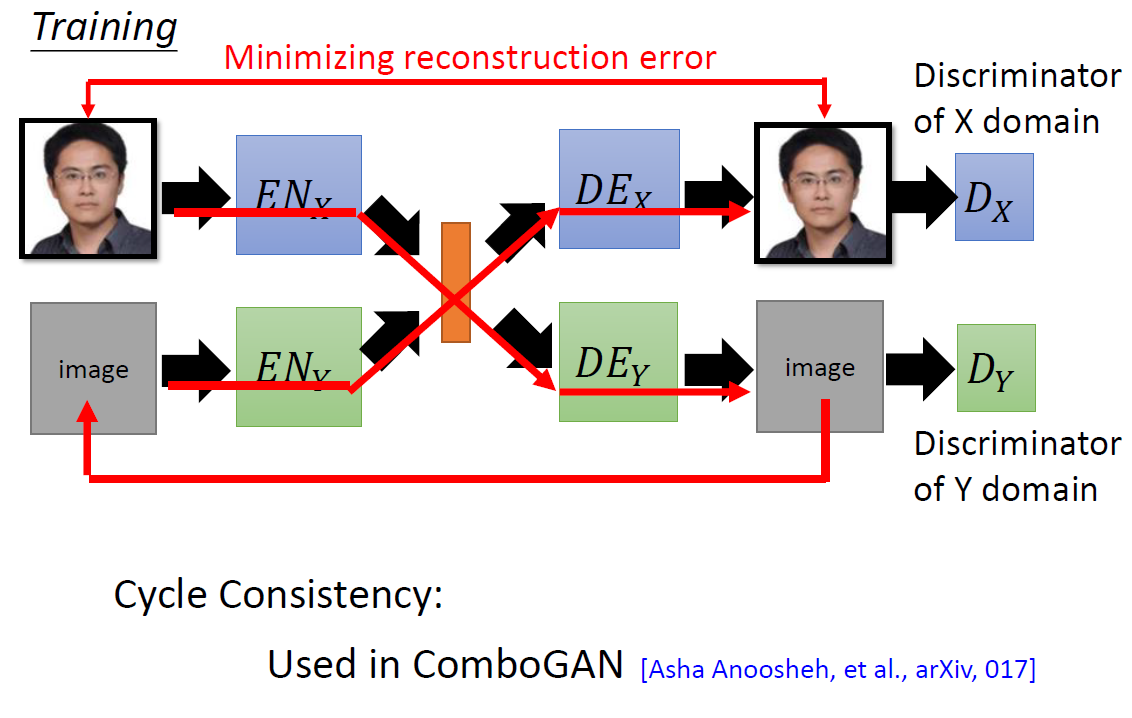 Training
Minimizing reconstruction error
Discriminator
of X domain
EN_X
DE_X
D_X
image
EN_Y
DE_Y
image
D_Y
Discriminator
of Y domain
Cycle Consistency:
Used in ComboGAN [Asha Anoosheh, et al., arXiv, 017]